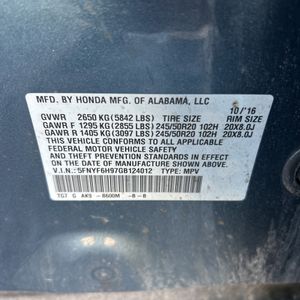 MFD. BY HONDA MFG. OF ALABAMA, LLC
10/'16
GVWR 2650 KG (5842 LBS) TIRE SIZE RIM SIZE
GAWR F 1295 KG (2855 LBS) 245/50R20 102H 20X8.0J
GAWR R 1405 KG (3097 LBS) 245/50R20 102H 20X8.0J
THIS VEHICLE CONFORMS TO ALL APPLICABLE
FEDERAL MOTOR VEHICLE SAFETY AND
THEFT PREVENTION STANDARDS IN EFFECT ON
THE DATE OF MANUFACTURE SHOWN ABOVE.
V.I.N.: 5FNYF6H97GB124012 TYPE: MPV
TG7 G AKS -B600M -B-B